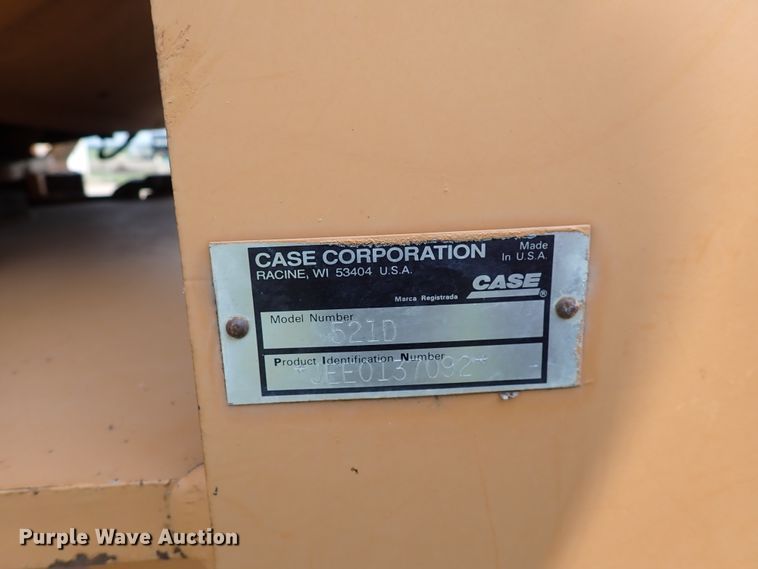 Made
CASE CORPORATION In U.S.A.
RACINE, WI 53404 U.S.A.
CASE®
Marca Registrada
Model Number
521D
Product Identification Number
*JEE0137092*
Purple Wave Auction®